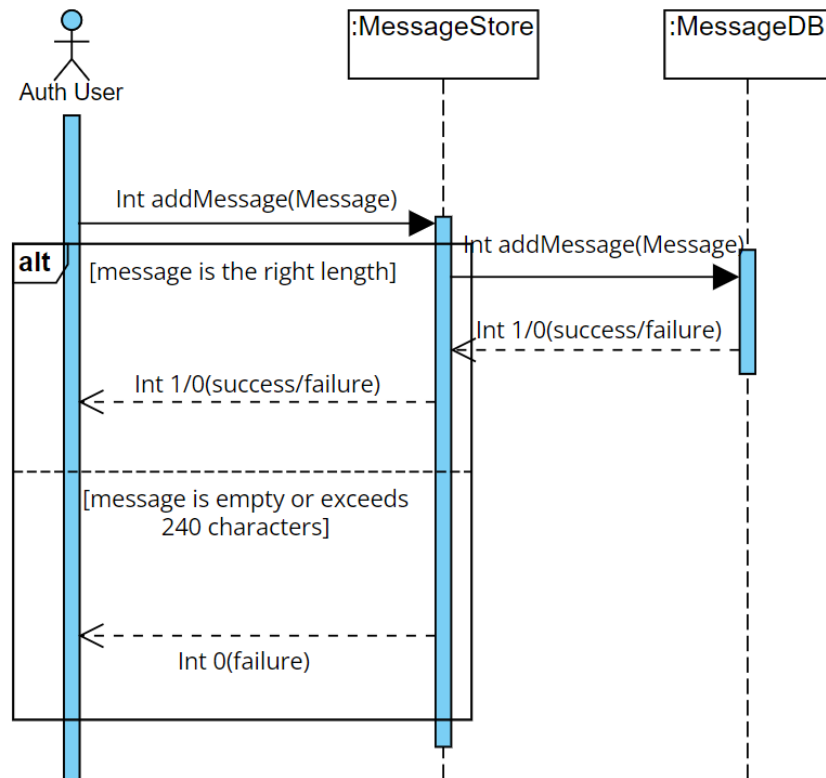 :MessageStore
:MessageDB
Auth User
Int addMessage(Message)
Int addMessage(Message)
alt
[message is the right length]
Int 1/0(success/failure)
Int 1/0(success/failure)
[message is empty or exceeds
240 characters]
Int 0(failure)